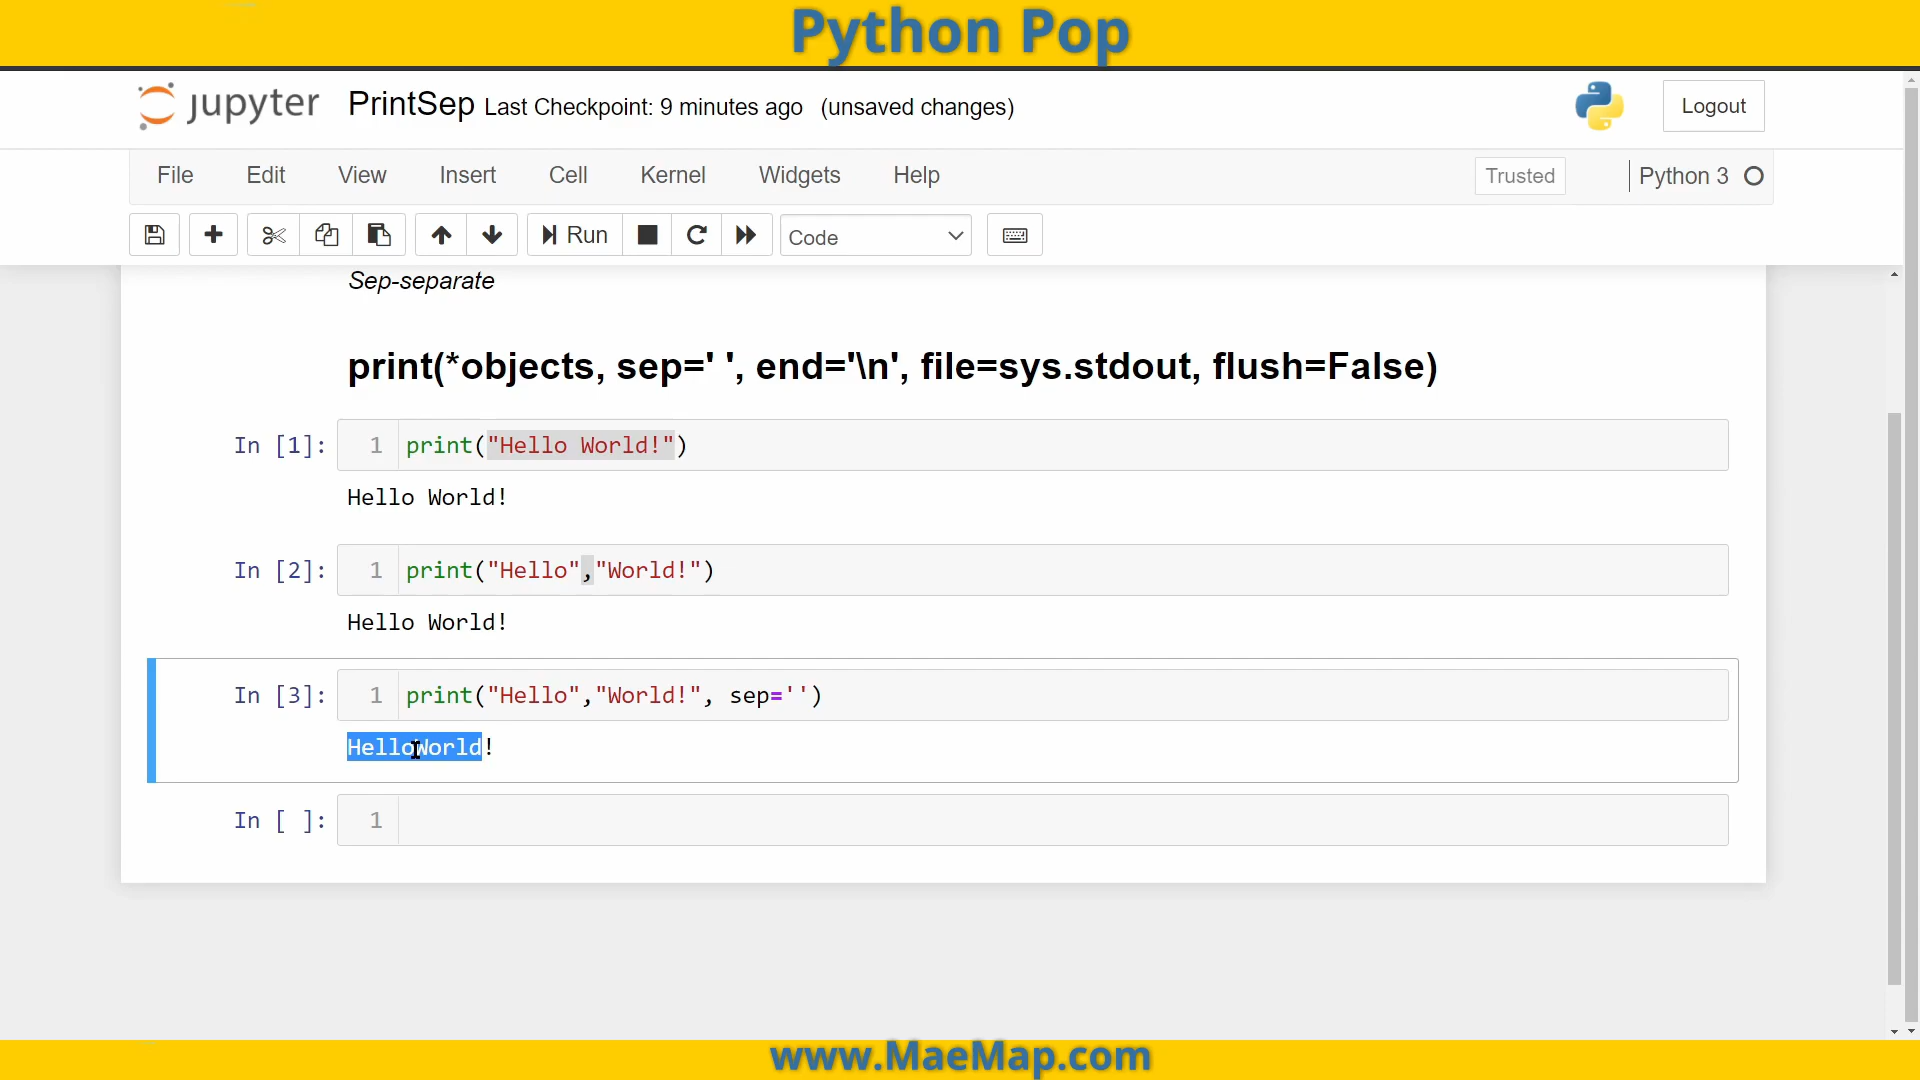 Python Pop
jupyter PrintSep Last Checkpoint: 9 minutes ago (unsaved changes) Logout
File Edit View Insert Cell Kernel Widgets Help Trusted Python 3
Run Code
Sep-separate
print(*objects, sep=' ', end='\n', file=sys.stdout, flush=False)
In [1]: 1 print("Hello World!")
Hello World!
In [2]: 1 print("Hello","World!")
Hello World!
In [3]: 1 print("Hello","World!", sep='')
HelloWorld!
In [ ]: 1
www.MaeMap.com